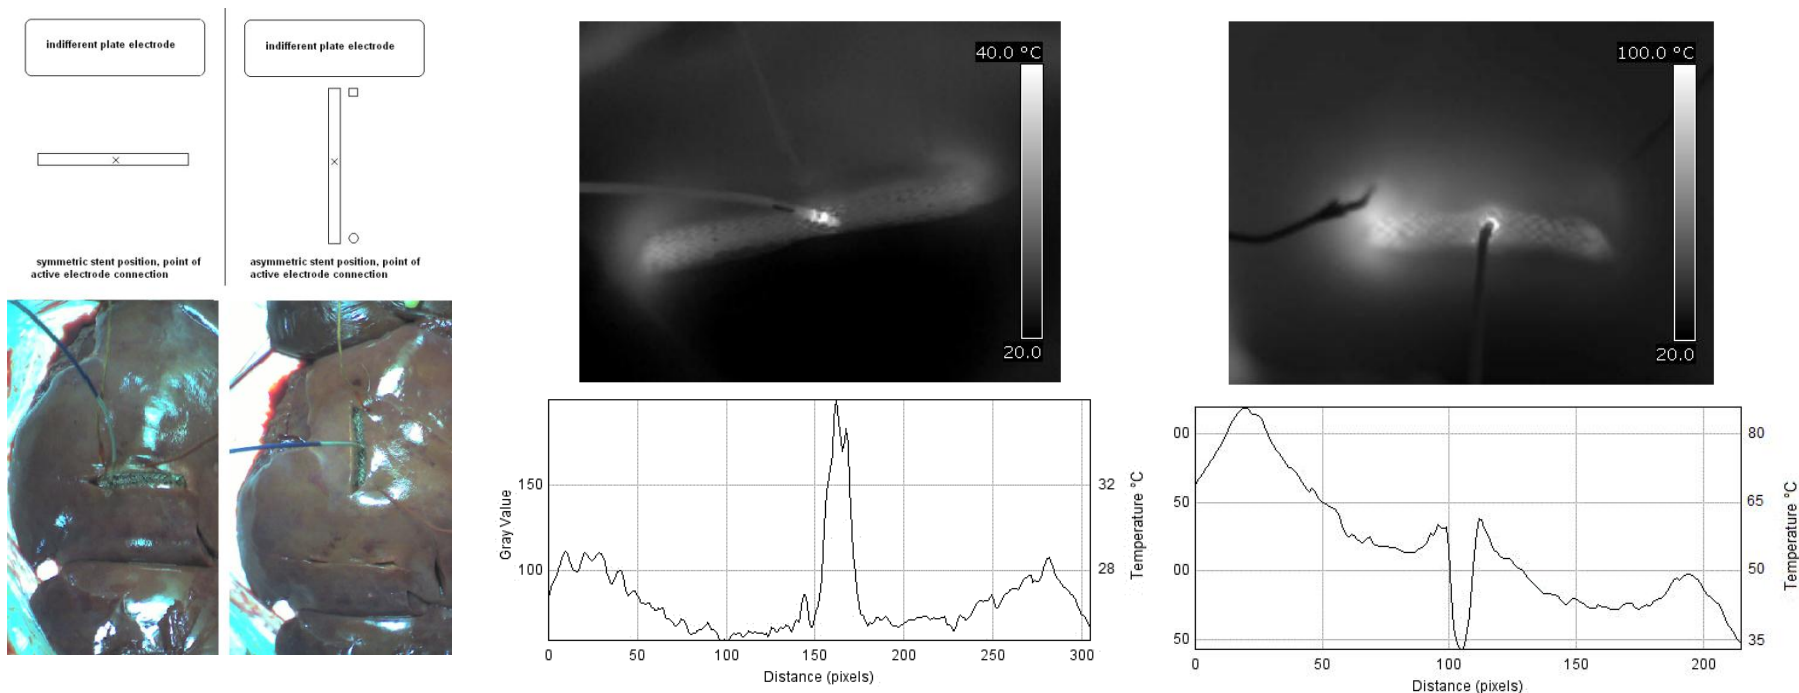 indifferent plate electrode
indifferent plate electrode
symmetric stent position, point of
active electrode connection
asymmetric stent position, point of
active electrode connection
40.0 °C
20.0
100.0 °C
20.0
150
100
Gray Value
32
28
Temperature °C
0
50
100
150
200
250
300
Distance (pixels)
00
50
00
50
80
65
50
35
Temperature °C
0
50
100
150
200
Distance (pixels)